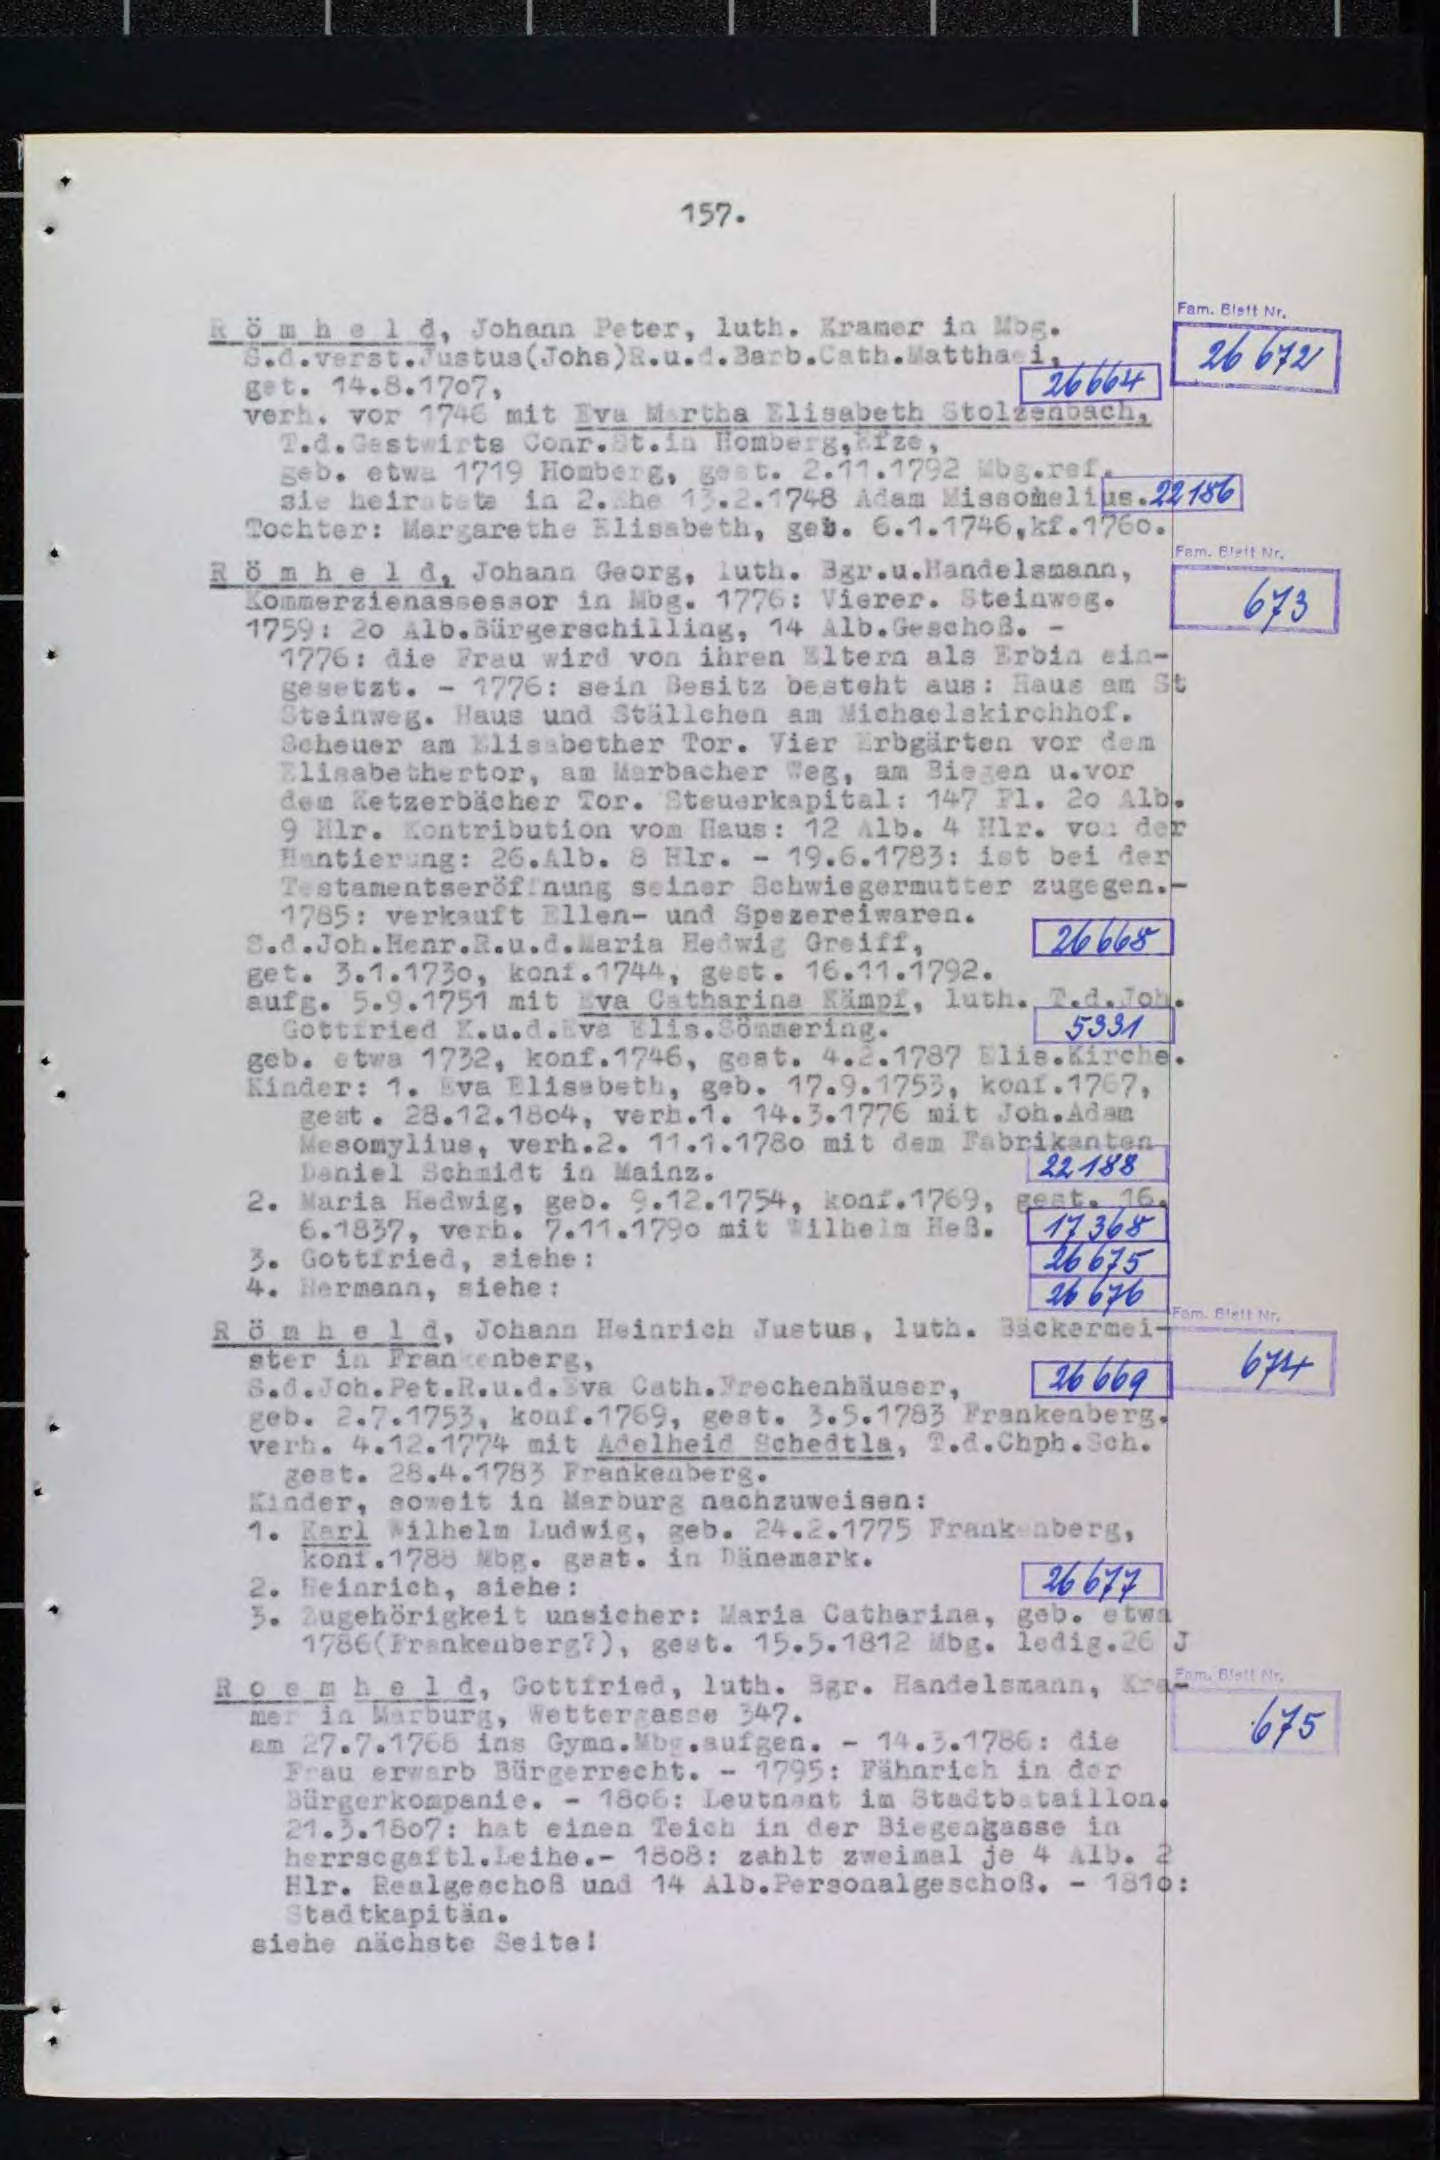 157.
Fam. Blatt Nr.
R ö m h e l d, Johann Peter, luth. Kramer in Mbg.
26 672
S.d.verst.Justus(Johs)R.u.d.Barb.Cath.Matthaei,
get. 14.8.1707,
26664
verh. vor 1746 mit Eva Martha Elisabeth Stolzenbach,
T.d.Gastwirts Conr.St.in Homberg,Efze,
geb. etwa 1719 Homberg, gest. 2.11.1792 Mbg.ref.
sie heiratete in 2.Ehe 13.2.1748 Adam Missomelius.22186
Tochter: Margarethe Elisabeth, geb. 6.1.1746,kf.1760.
Fam. Blatt Nr.
R ö m h e l d, Johann Georg, luth. Bgr.u.Handelsmann,
673
Kommerzienassessor in Mbg. 1776: Vierer. Steinweg.
1759: 2o Alb.Bürgerschilling, 14 Alb.Geschoß. -
1776: die Frau wird von ihren Eltern als Erbin ein-
gesetzt. - 1776: sein Besitz besteht aus: Haus am St
Steinweg. Haus und Ställchen am Michaelskirchhof.
Scheuer am Elisabether Tor. Vier Erbgärten vor dem
Elisabethertor, am Marbacher Weg, am Biegen u.vor
dem Ketzerbächer Tor. Steuerkapital: 147 Fl. 2o Alb.
9 Hlr. Kontribution vom Haus: 12 Alb. 4 Hlr. von der
Hantierung: 26.Alb. 8 Hlr. - 19.6.1783: ist bei der
Testamentseröffnung seiner Schwiegermutter zugegen.-
1785: verkauft Ellen- und Spezereiwaren.
S.d.Joh.Henr.R.u.d.Maria Hedwig Greiff,
26668
get. 3.1.173o, konf.1744, gest. 16.11.1792.
aufg. 5.9.1751 mit Eva Catharina Kämpf, luth. T.d.Joh.
Gottfried K.u.d.Eva Elis.Sömmering.
5331
geb. etwa 1732, konf.1746, gest. 4.2.1787 Elis.Kirche.
Kinder: 1. Eva Elisabeth, geb. 17.9.1753, konf.1767,
gest. 28.12.18o4, verh.1. 14.3.1776 mit Joh.Adam
Mesomylius, verh.2. 11.1.178o mit dem Fabrikanten
Daniel Schmidt in Mainz.
22188
2. Maria Hedwig, geb. 9.12.1754, konf.1769, gest. 16.
6.1837, verh. 7.11.179o mit Wilhelm Heß.
17368
3. Gottfried, siehe:
26675
4. Hermann, siehe:
26676
Fam. Blatt Nr.
R ö m h e l d, Johann Heinrich Justus, luth. Bäckermei-
ster in Frankenberg,
674
S.d.Joh.Pet.R.u.d.Eva Cath.Frechenhäuser,
26669
geb. 2.7.1753, konf.1769, gest. 3.5.1783 Frankenberg.
verh. 4.12.1774 mit Adelheid Schedtla, T.d.Chph.Sch.
gest. 28.4.1783 Frankenberg.
Kinder, soweit in Marburg nachzuweisen:
1. Karl Wilhelm Ludwig, geb. 24.2.1775 Frankenberg,
konf.1788 Mbg. gest. in Dänemark.
2. Heinrich, siehe:
26677
3. Zugehörigkeit unsicher: Maria Catharina, geb. etwa
1786(Frankenberg?), gest. 15.5.1812 Mbg. ledig.26 J
Fam. Blatt Nr.
R o e m h e l d, Gottfried, luth. Bgr. Handelsmann, Kra-
mer in Marburg, Wettergasse 347.
675
am 27.7.1768 ins Gymn.Mbg.aufgen. - 14.3.1786: die
Frau erwarb Bürgerrecht. - 1795: Fähnrich in der
Bürgerkompanie. - 18o6: Leutnant im Stadtbataillon.
21.3.18o7: hat einen Teich in der Biegengasse in
herrscgaftl.Leihe.- 18o8: zahlt zweimal je 4 Alb. 2
Hlr. Realgeschoß und 14 Alb.Personalgeschoß. - 181o:
Stadtkapitän.
siehe nächste Seite!